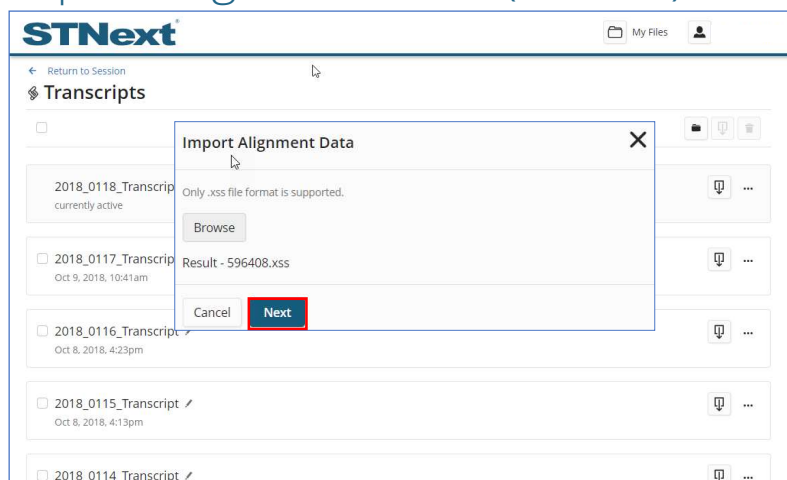 STNext
My Files
Return to Session
Transcripts
Import Alignment Data
2018_0118_Transcrip
currently active
Only .xss file format is supported.
Browse
2018_0117_Transcrip
Oct 9, 2018, 10:41am
Result - 596408.xss
Cancel Next
2018_0116_Transcript
Oct 8, 2018, 4:23pm
2018_0115_Transcript
Oct 8, 2018, 4:13pm
2018_0114_Transcript